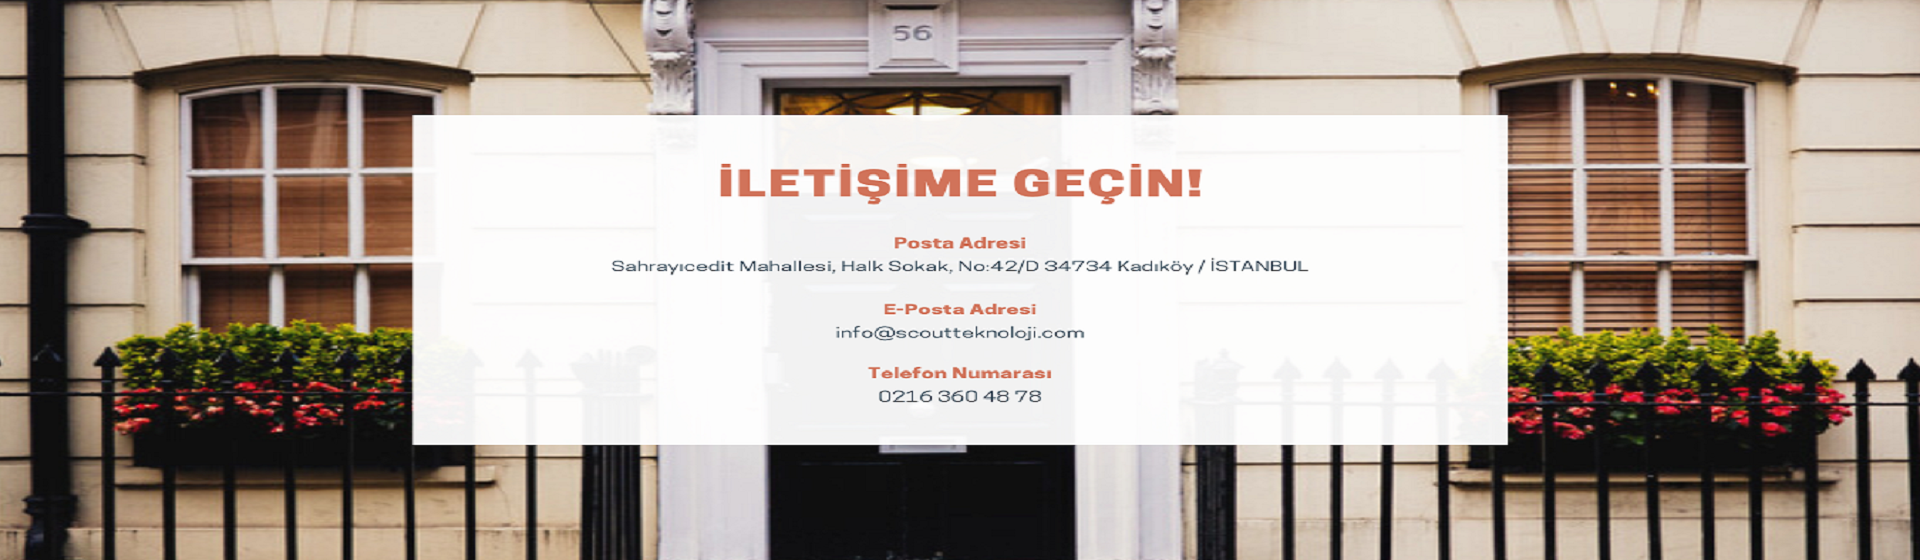 56
İLETİŞİME GEÇİN!
Posta Adresi
Sahrayıcedit Mahallesi, Halk Sokak, No:42/D 34734 Kadıköy / İSTANBUL
E-Posta Adresi
info@scoutteknoloji.com
Telefon Numarası
0216 360 48 78